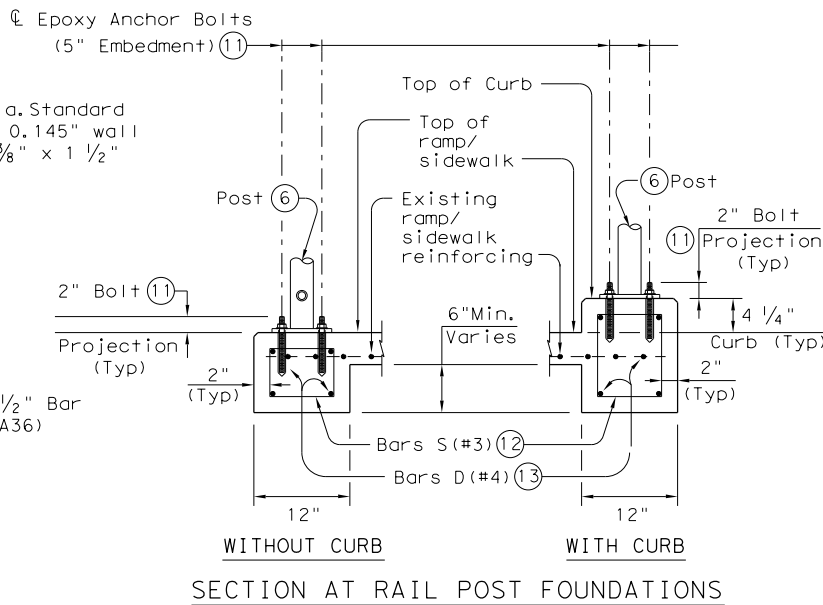 ℄ Epoxy Anchor Bolts
(5" Embedment) 11
a. Standard
0.145" wall
⅜" x 1 ½"
Top of Curb
Top of
ramp/
sidewalk
Post 6
6 Post
Existing
ramp/
sidewalk
reinforcing
2" Bolt
11 Projection
(Typ)
2" Bolt 11
Projection
(Typ)
6"Min.
Varies
4 ¼"
Curb (Typ)
2"
(Typ)
2"
(Typ)
½" Bar
A36)
Bars S(#3) 12
Bars D(#4) 13
12"
12"
WITHOUT CURB
WITH CURB
SECTION AT RAIL POST FOUNDATIONS